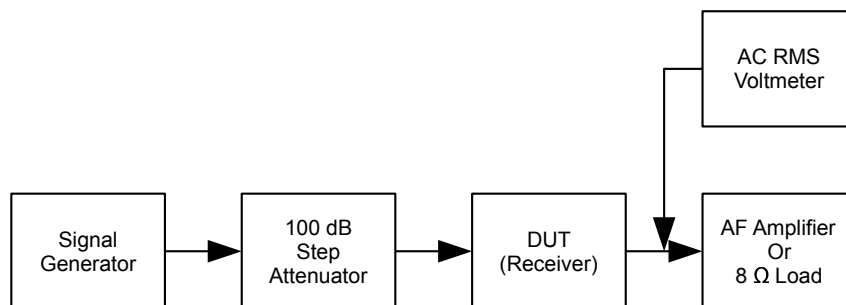 AC RMS
Voltmeter
Signal
Generator
100 dB
Step
Attenuator
DUT
(Receiver)
AF Amplifier
Or
8 Ω Load